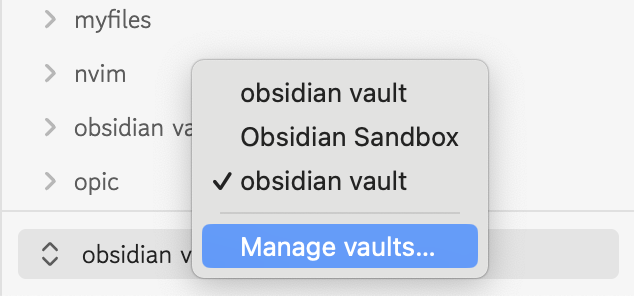 myfiles
nvim
obsidian va
opic
obsidian vault
Obsidian Sandbox
✓ obsidian vault
Manage vaults...
obsidian v